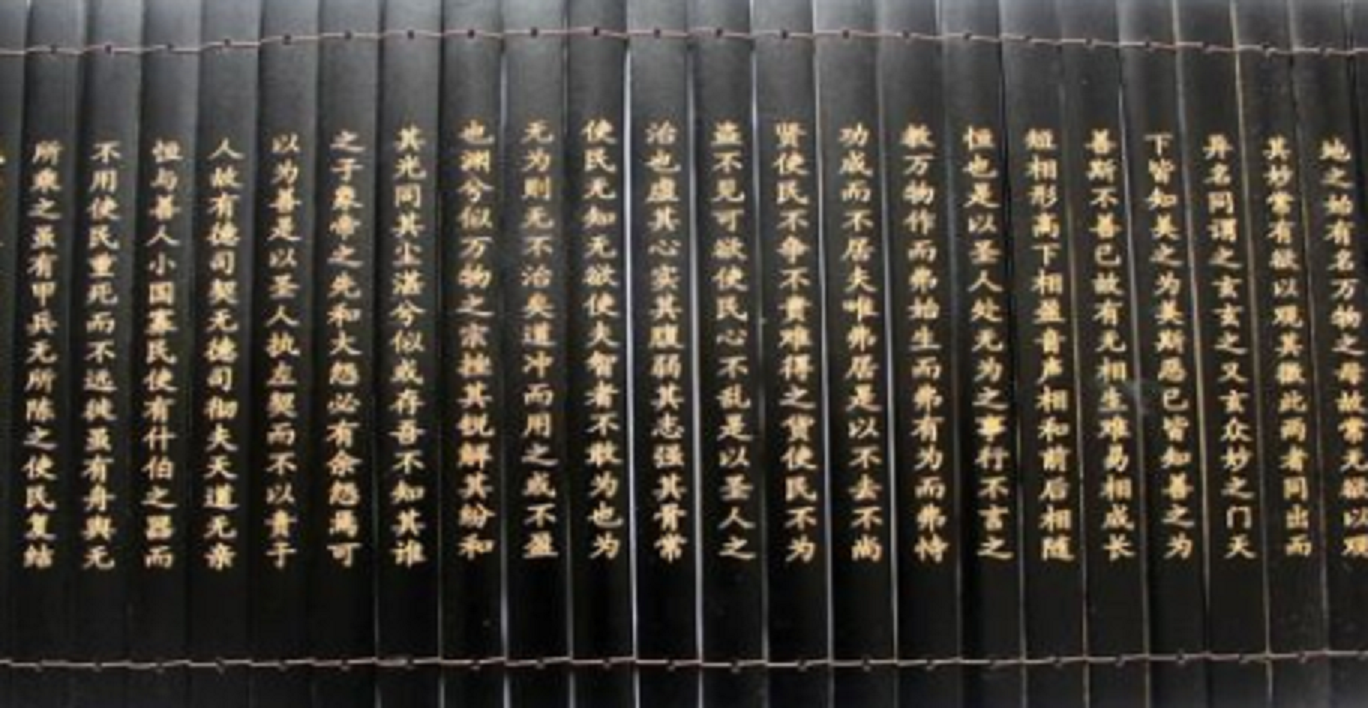 地之始有名万物之母故常无欲以观
其妙常有欲以观其徼此两者同出而
异名同谓之玄玄之又玄众妙之门天
下皆知美之为美斯恶已皆知善之为
善斯不善已故有无相生难易相成长
短相形高下相盈音声相和前后相随
恒也是以圣人处无为之事行不言之
教万物作而弗始生而弗有为而弗恃
功成而不居夫唯弗居是以不去不尚
贤使民不争不贵难得之货使民不为
盗不见可欲使民心不乱是以圣人之
治也虚其心实其腹弱其志强其骨常
使民无知无欲使夫智者不敢为也为
无为则无不治矣道冲而用之或不盈
也渊兮似万物之宗挫其锐解其纷和
其光同其尘湛兮似或存吾不知其谁
之子象帝之先和大怨必有余怨焉可
以为善是以圣人执左契而不以责于
人故有德司契无德司彻夫天道无亲
恒与善人小国寡民使有什伯之器而
不用使民重死而不远徙虽有舟舆无
所乘之虽有甲兵无所陈之使民复结